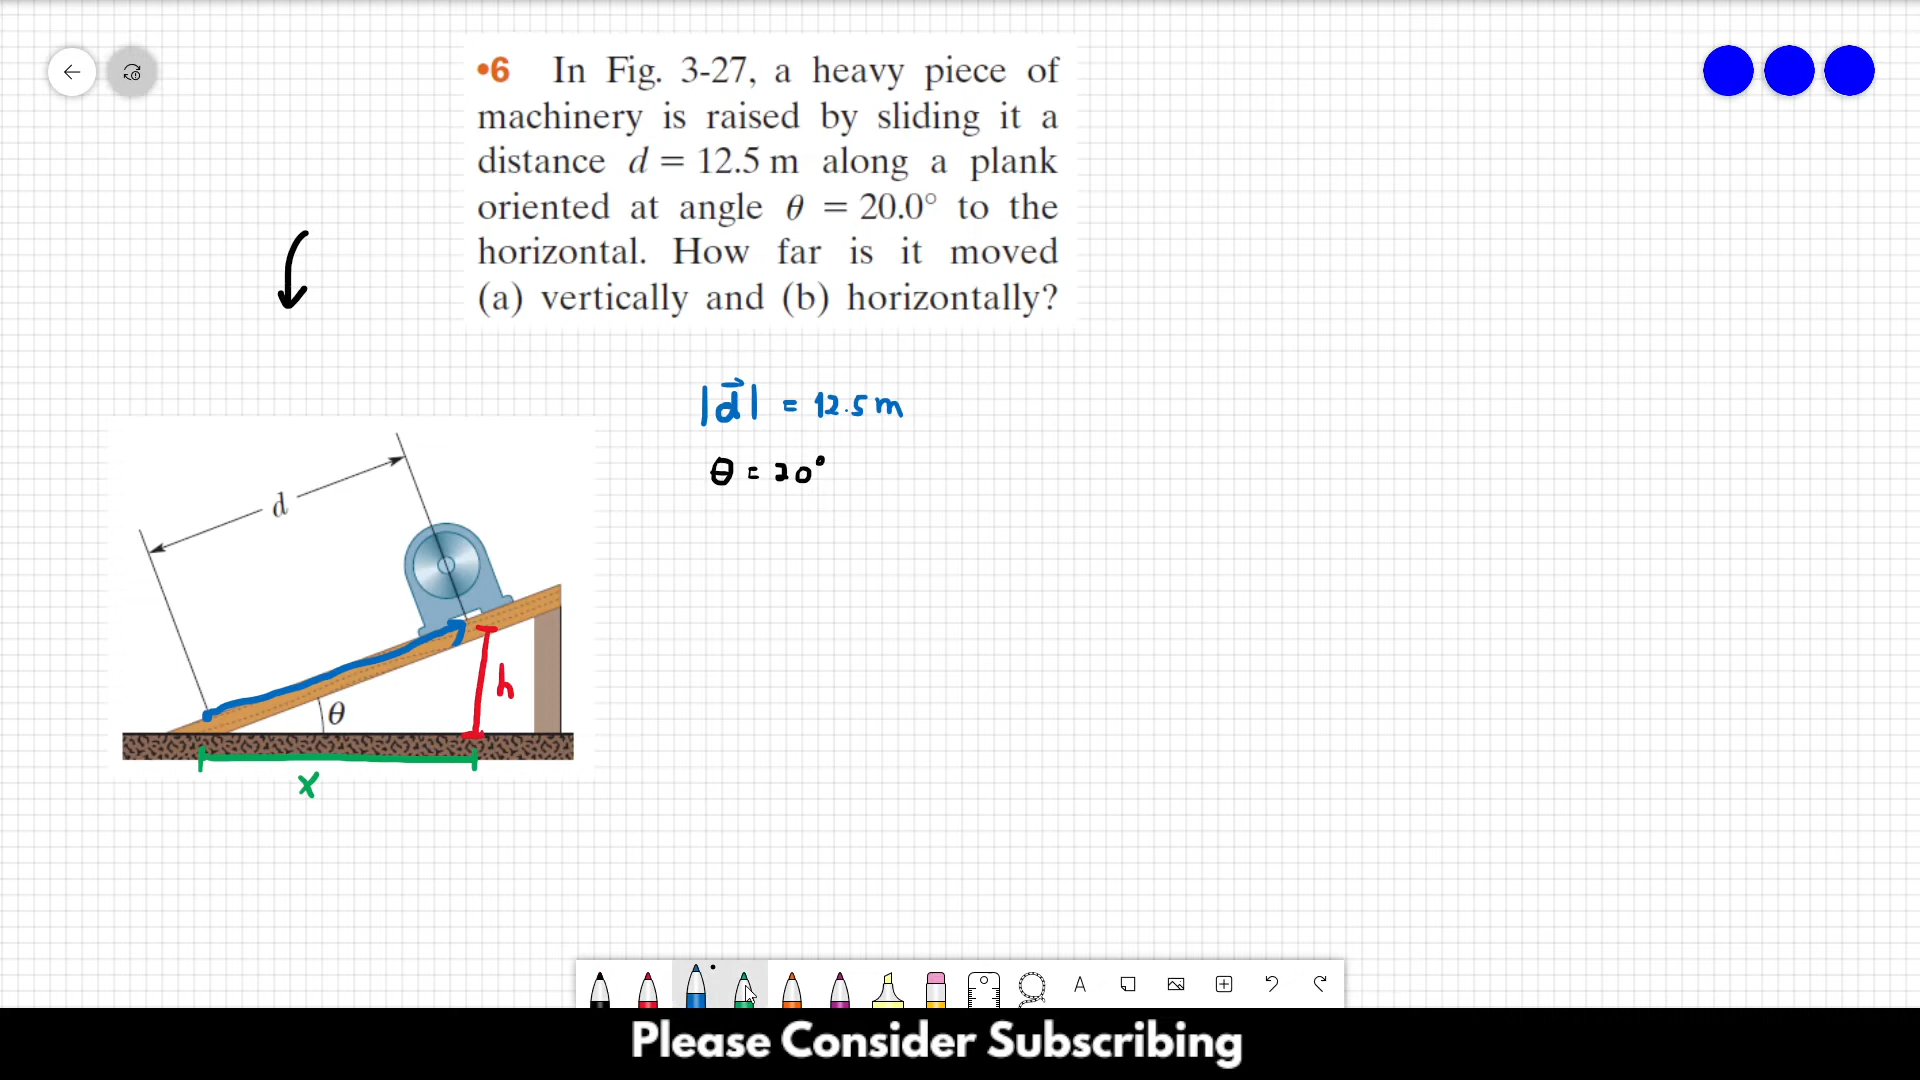 •6 In Fig. 3-27, a heavy piece of
machinery is raised by sliding it a
distance d = 12.5 m along a plank
oriented at angle θ = 20.0° to the
horizontal. How far is it moved
(a) vertically and (b) horizontally?
|d⃗| = 12.5 m
θ = 20°
d
h
θ
x
A
Please Consider Subscribing